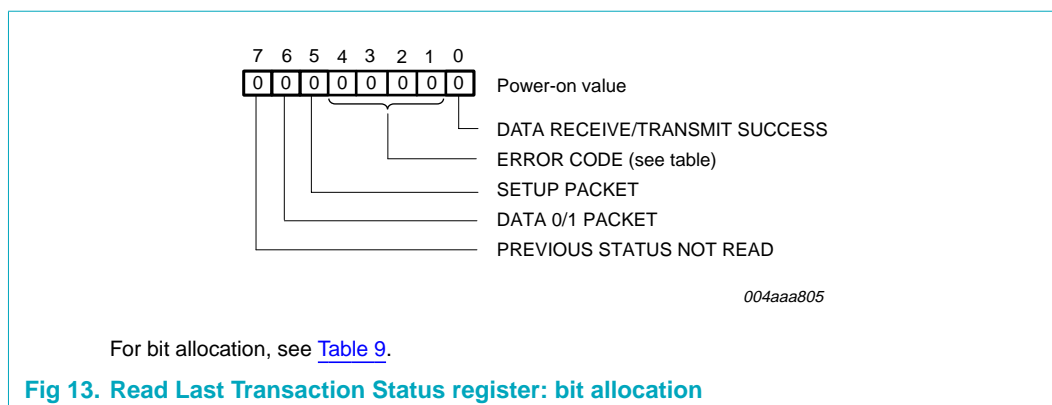 7 6 5 4 3 2 1 0
0 0 0 0 0 0 0 0 Power-on value
DATA RECEIVE/TRANSMIT SUCCESS
ERROR CODE (see table)
SETUP PACKET
DATA 0/1 PACKET
PREVIOUS STATUS NOT READ
004aaa805
For bit allocation, see Table 9.
Fig 13. Read Last Transaction Status register: bit allocation